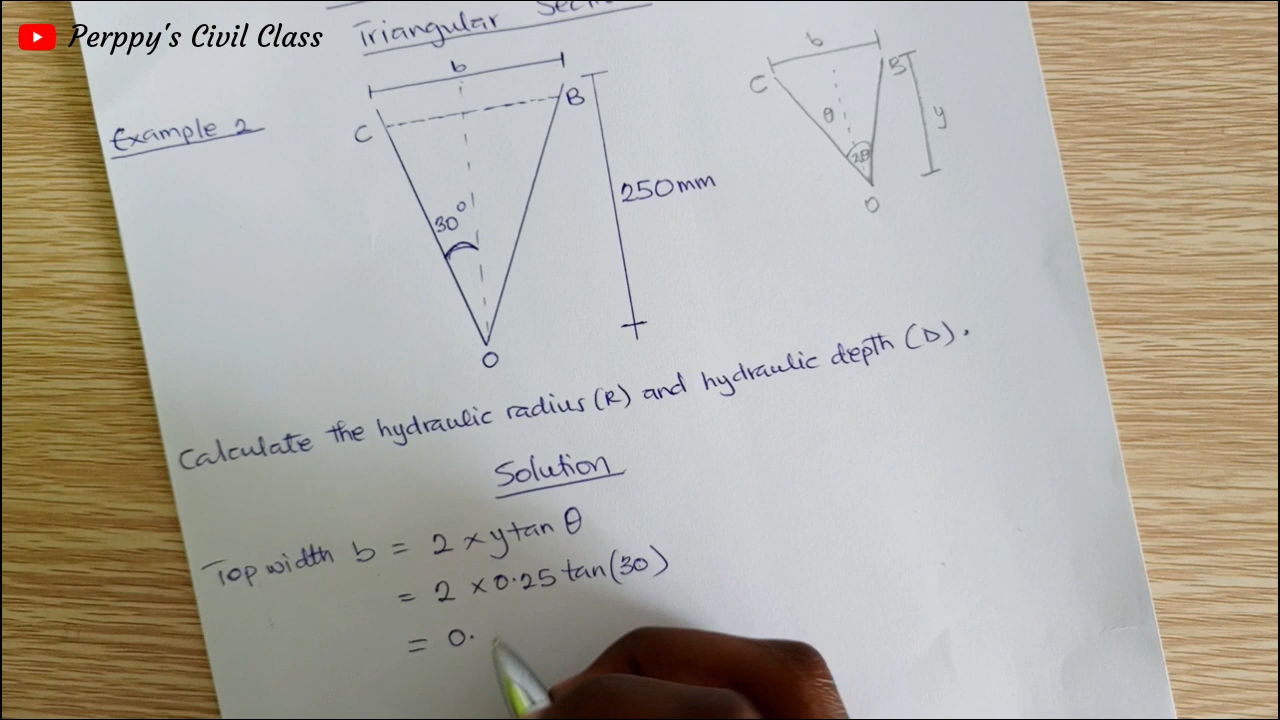 Perppy's Civil Class
Triangular
b
C
B
30°
250mm
O
b
C
B
θ
2θ
y
O
Example 2
Calculate the hydraulic radius (R) and hydraulic depth (D).
Solution
Top width b = 2 × y tan θ
= 2 × 0.25 tan(30)
= 0.